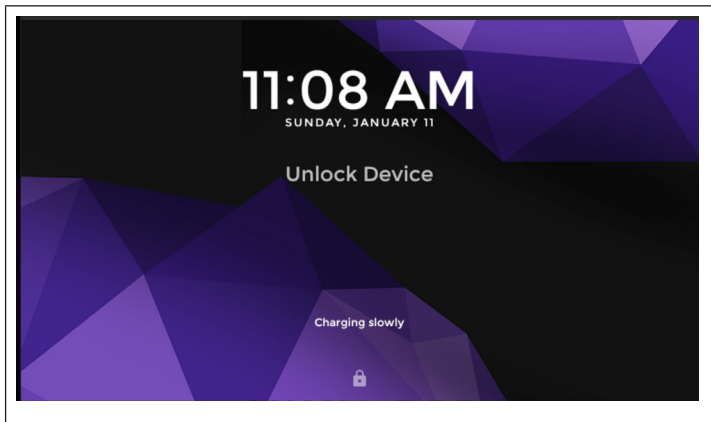 11:08 AM
SUNDAY, JANUARY 11
Unlock Device
Charging slowly